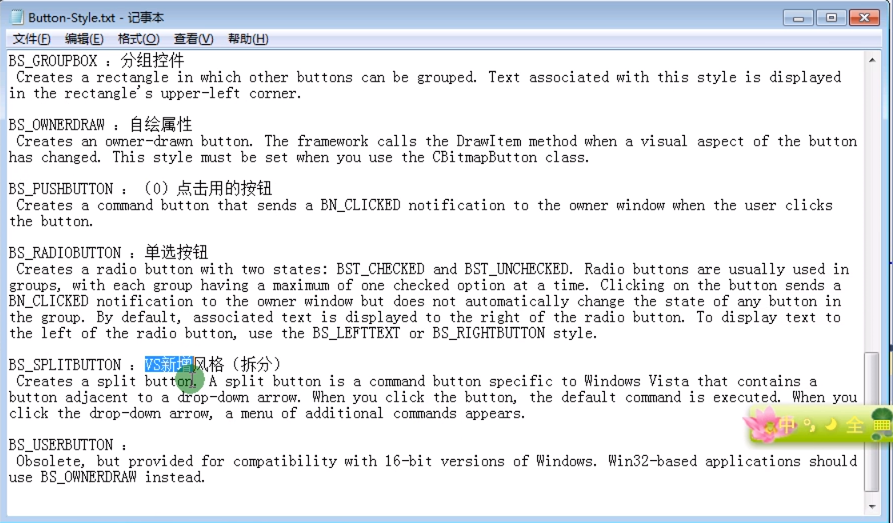 Button-Style.txt - 记事本
文件(F) 编辑(E) 格式(O) 查看(V) 帮助(H)
BS_GROUPBOX : 分组控件
Creates a rectangle in which other buttons can be grouped. Text associated with this style is displayed
in the rectangle's upper-left corner.
BS_OWNERDRAW : 自绘属性
Creates an owner-drawn button. The framework calls the DrawItem method when a visual aspect of the button
has changed. This style must be set when you use the CBitmapButton class.
BS_PUSHBUTTON : （0）点击用的按钮
Creates a command button that sends a BN_CLICKED notification to the owner window when the user clicks
the button.
BS_RADIOBUTTON : 单选按钮
Creates a radio button with two states: BST_CHECKED and BST_UNCHECKED. Radio buttons are usually used in
groups, with each group having a maximum of one checked option at a time. Clicking on the button sends a
BN_CLICKED notification to the owner window but does not automatically change the state of any button in
the group. By default, associated text is displayed to the right of the radio button. To display text to
the left of the radio button, use the BS_LEFTTEXT or BS_RIGHTBUTTON style.
BS_SPLITBUTTON : VS新增风格（拆分）
Creates a split button. A split button is a command button specific to Windows Vista that contains a
button adjacent to a drop-down arrow. When you click the button, the default command is executed. When you
click the drop-down arrow, a menu of additional commands appears.
中 全
BS_USERBUTTON :
Obsolete, but provided for compatibility with 16-bit versions of Windows. Win32-based applications should
use BS_OWNERDRAW instead.